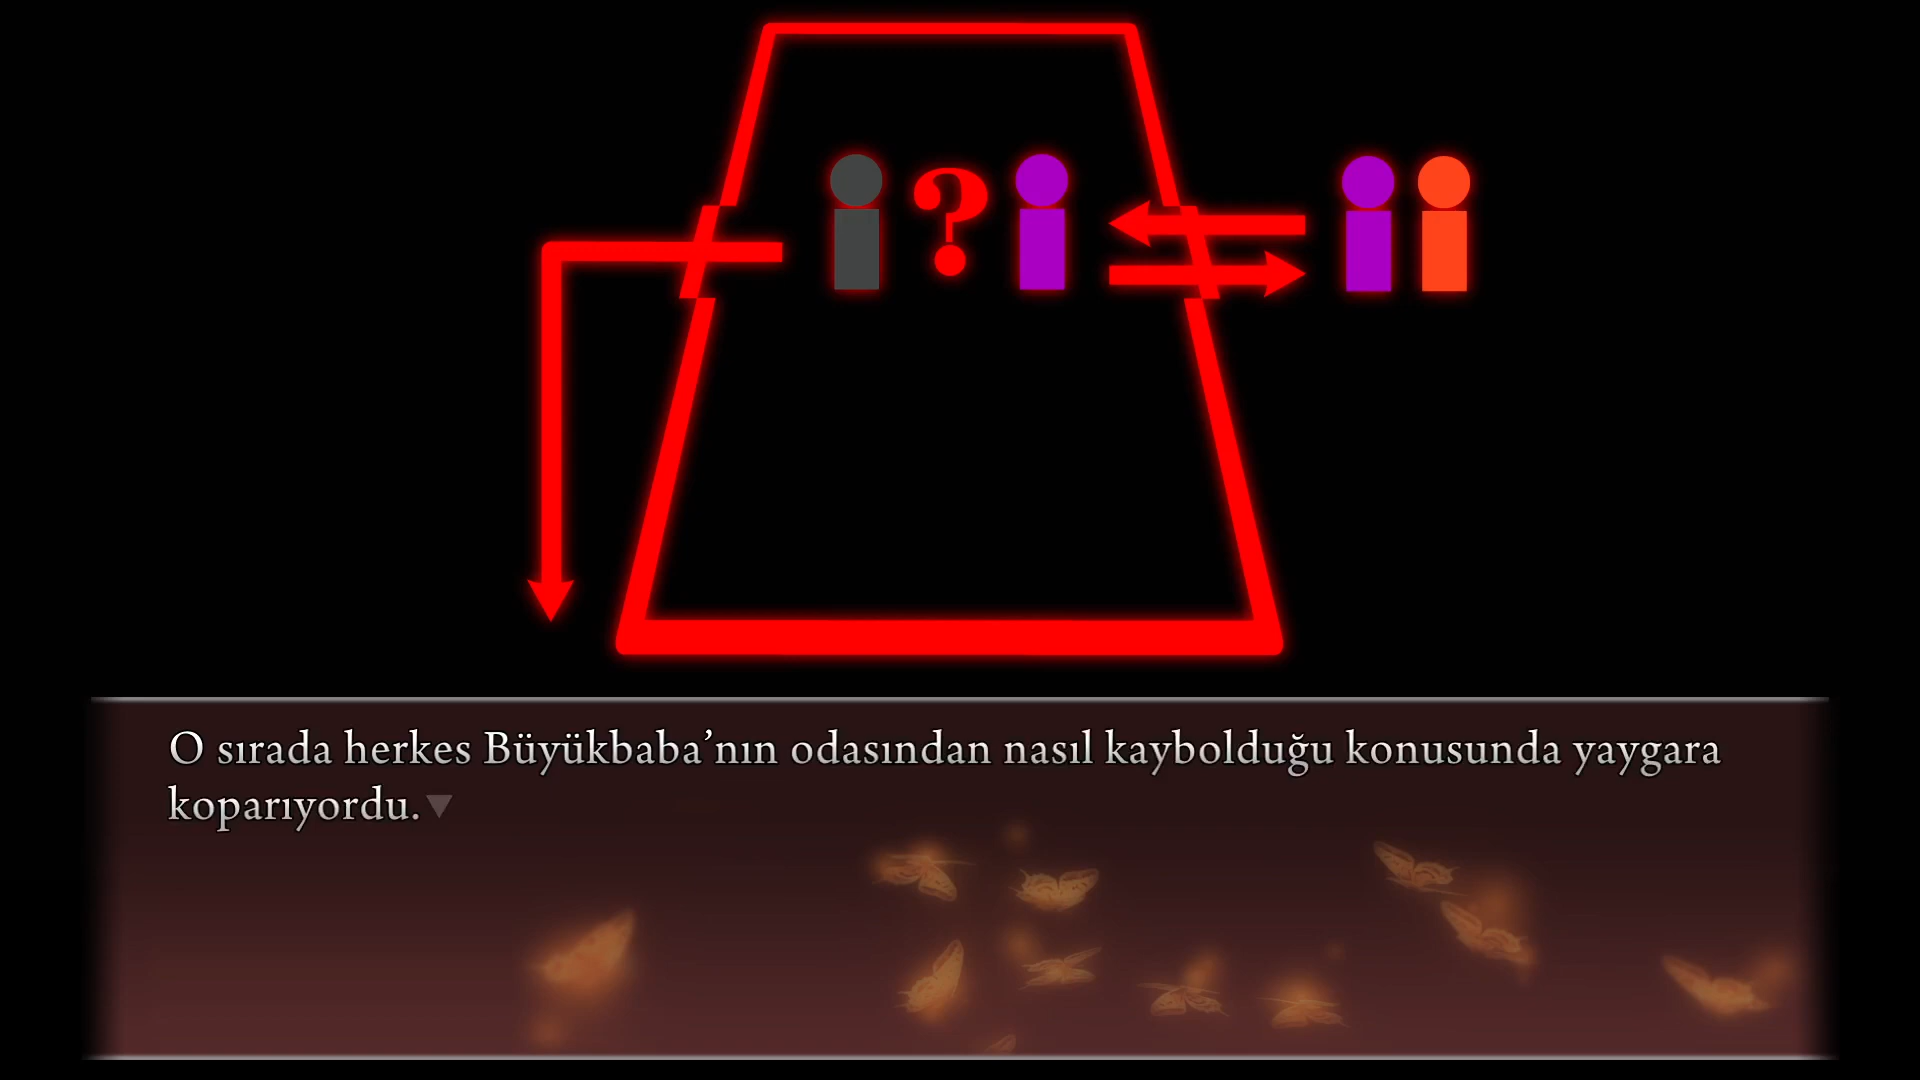 ?
O sırada herkes Büyükbaba’nın odasından nasıl kaybolduğu konusunda yaygara
koparıyordu.